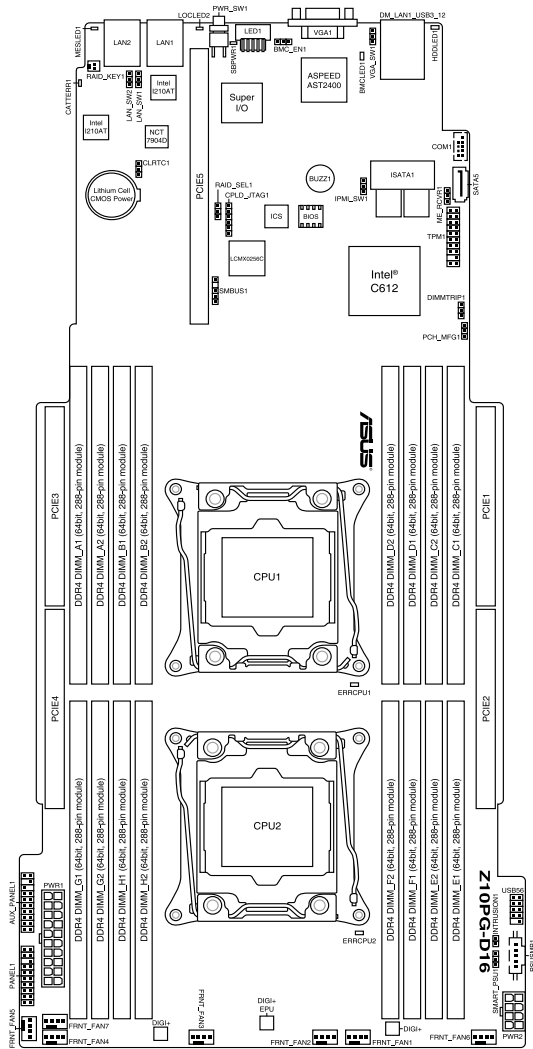 PWR_SW1
LOCLED2
MESLED1
LAN2
LAN1
LED1
VGA1
DM_LAN1_USB3_12
HDDLED1
RAID_KEY1
CATTERR1
LAN_SW2
LAN_SW1
Intel
I210AT
SBPWR1
BMC_EN1
VGA_SW1
BMCLED1
ASPEED
AST2400
Super
I/O
Intel
I210AT
NCT
7904D
COM1
CLRTC1
Lithium Cell
CMOS Power
PCIE5
RAID_SEL1
CPLD_JTAG1
BUZZ1
IPMI_SW1
ISATA1
SATA5
ME_RCVR1
ICS
BIOS
TPM1
LCMX0256C
Intel®
C612
SMBUS1
DIMMTRIP1
PCH_MFG1
PCIE3
DDR4 DIMM_A1 (64bit, 288-pin module)
DDR4 DIMM_A2 (64bit, 288-pin module)
DDR4 DIMM_B1 (64bit, 288-pin module)
DDR4 DIMM_B2 (64bit, 288-pin module)
ASUS
CPU1
DDR4 DIMM_D2 (64bit, 288-pin module)
DDR4 DIMM_D1 (64bit, 288-pin module)
DDR4 DIMM_C2 (64bit, 288-pin module)
DDR4 DIMM_C1 (64bit, 288-pin module)
PCIE1
ERRCPU1
PCIE4
PCIE2
DDR4 DIMM_G1 (64bit, 288-pin module)
DDR4 DIMM_G2 (64bit, 288-pin module)
DDR4 DIMM_H1 (64bit, 288-pin module)
DDR4 DIMM_H2 (64bit, 288-pin module)
CPU2
DDR4 DIMM_F2 (64bit, 288-pin module)
DDR4 DIMM_F1 (64bit, 288-pin module)
DDR4 DIMM_E2 (64bit, 288-pin module)
DDR4 DIMM_E1 (64bit, 288-pin module)
Z10PG-D16
AUX_PANEL1
PWR1
USB56
INTRUSION1
ERRCPU2
PANEL1
SMART_PSU1
PWR2
FRNT_FAN5
FRNT_FAN7
FRNT_FAN4
DIGI+
FRNT_FAN3
DIGI+
EPU
FRNT_FAN2
FRNT_FAN1
DIGI+
FRNT_FAN6